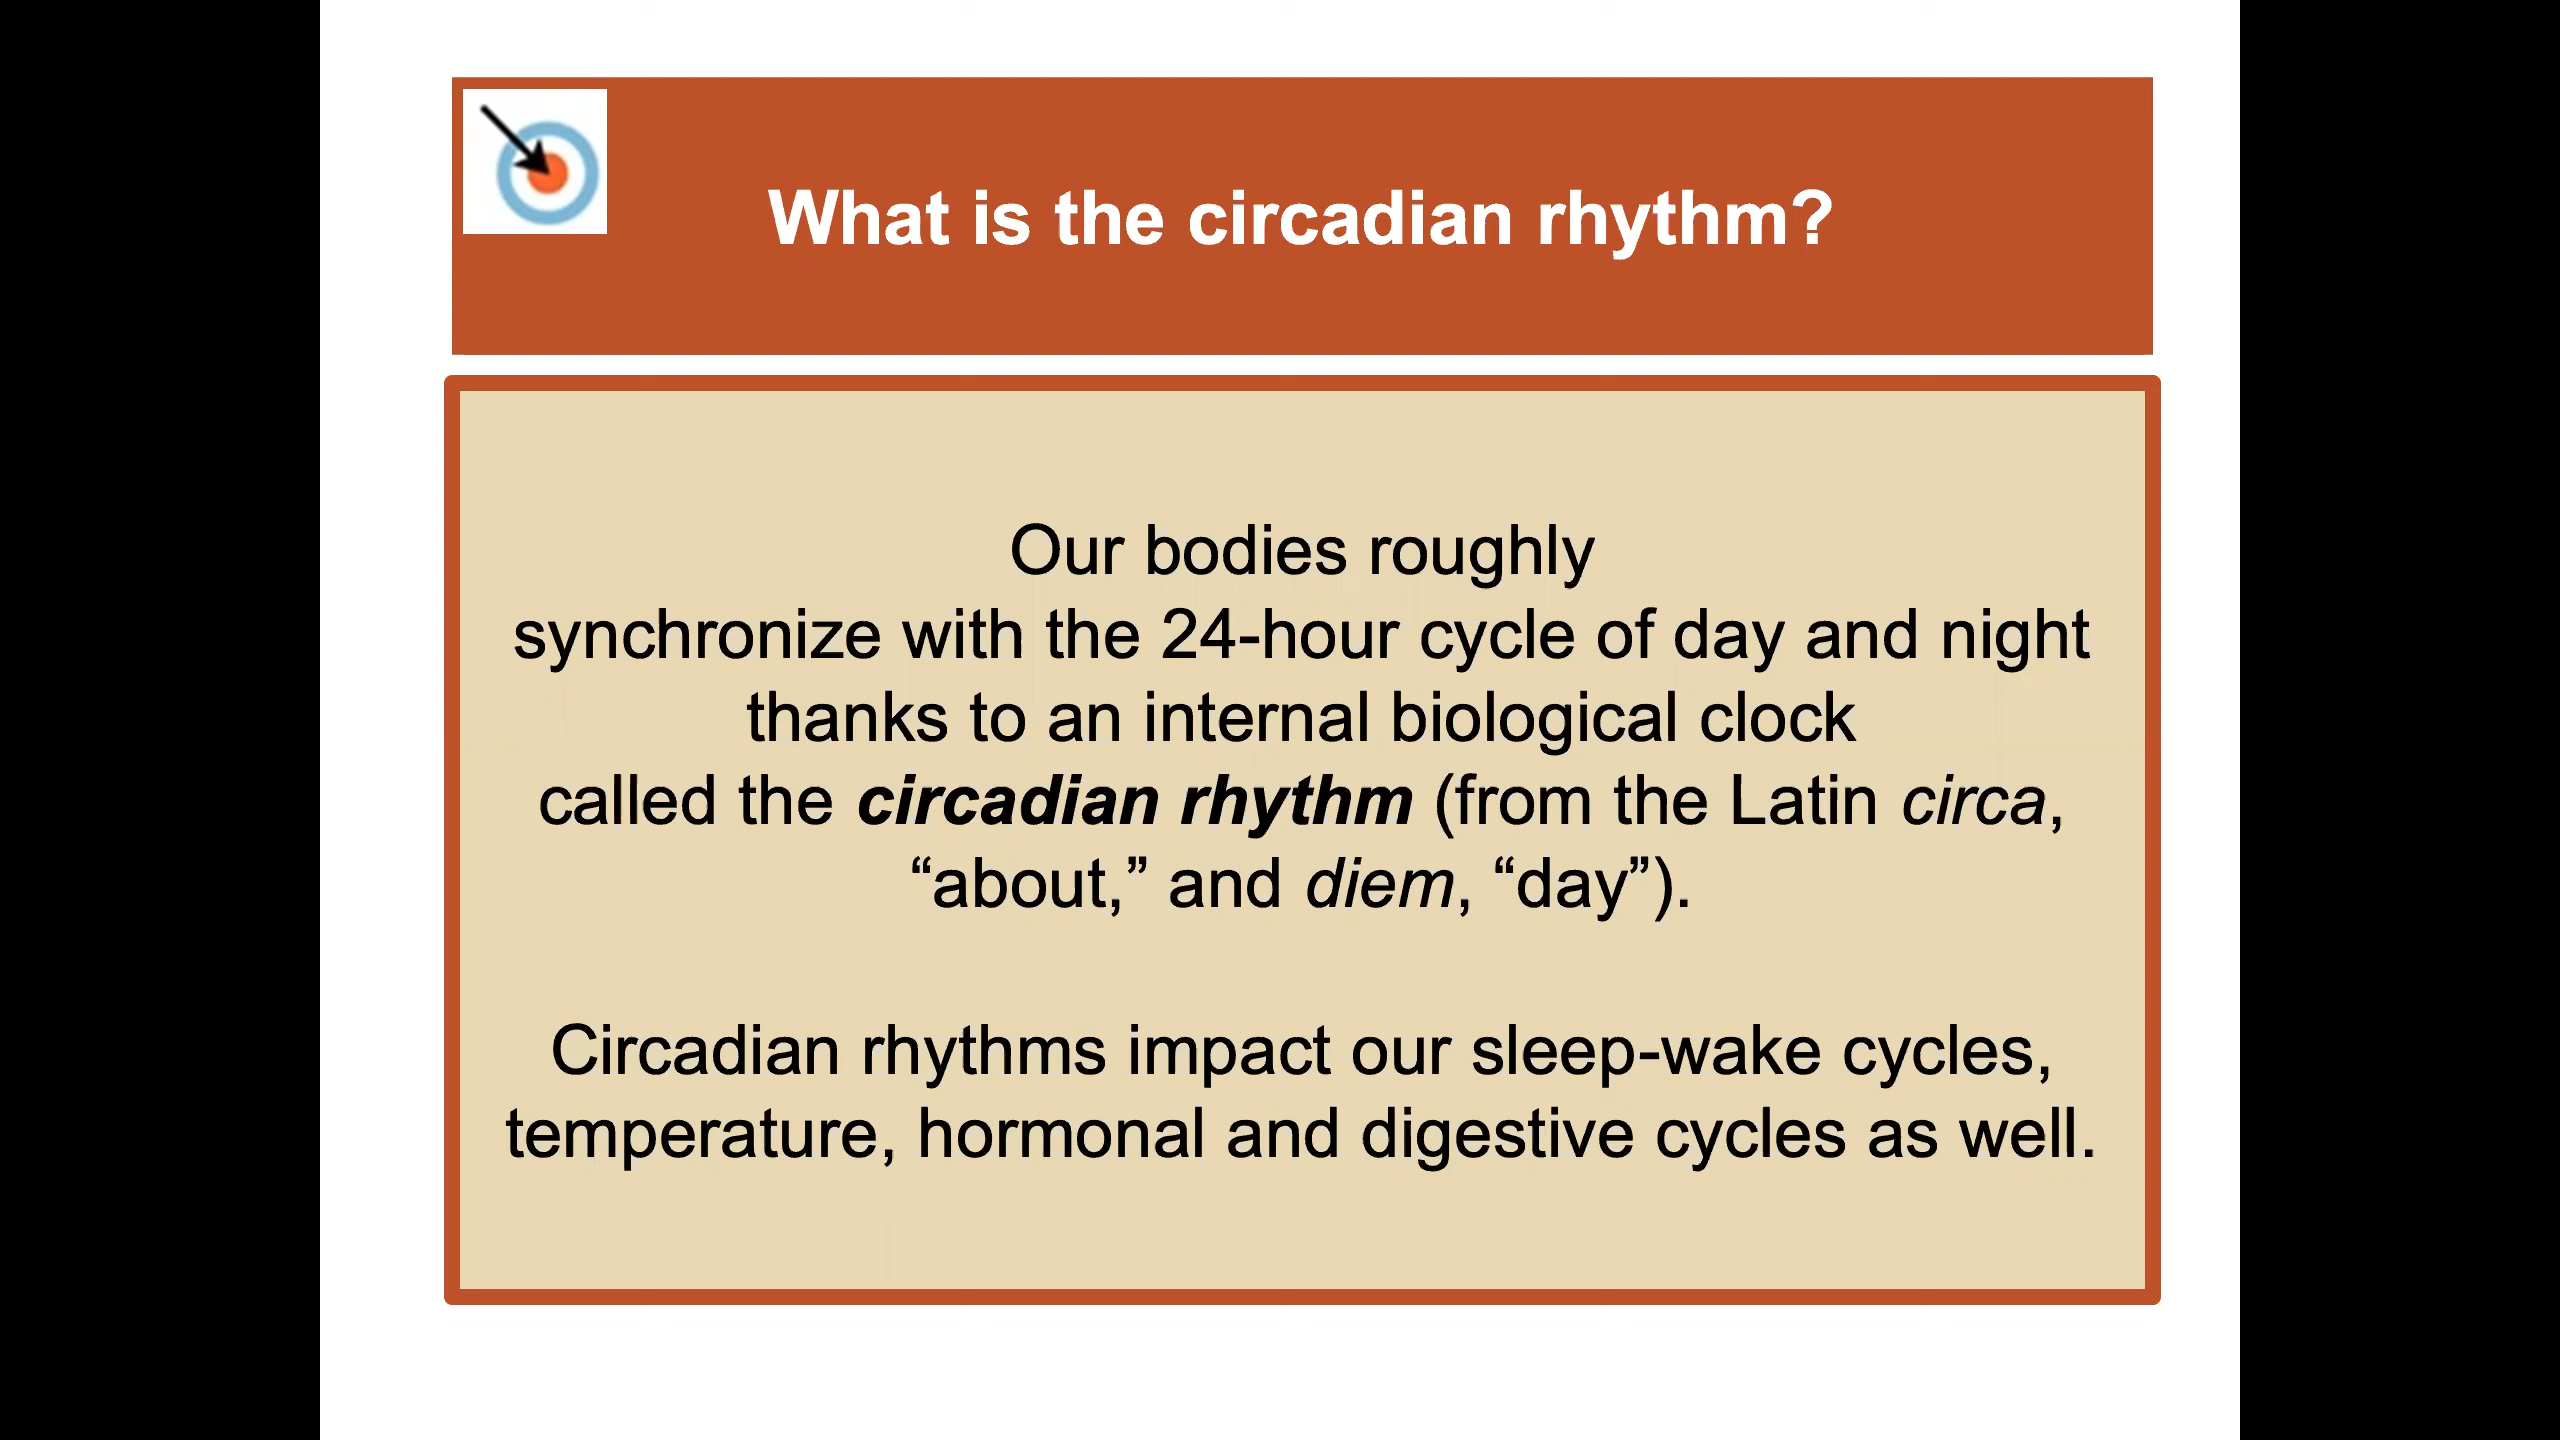 What is the circadian rhythm?
Our bodies roughly
synchronize with the 24-hour cycle of day and night
thanks to an internal biological clock
called the circadian rhythm (from the Latin circa,
“about,” and diem, “day”).
Circadian rhythms impact our sleep-wake cycles,
temperature, hormonal and digestive cycles as well.